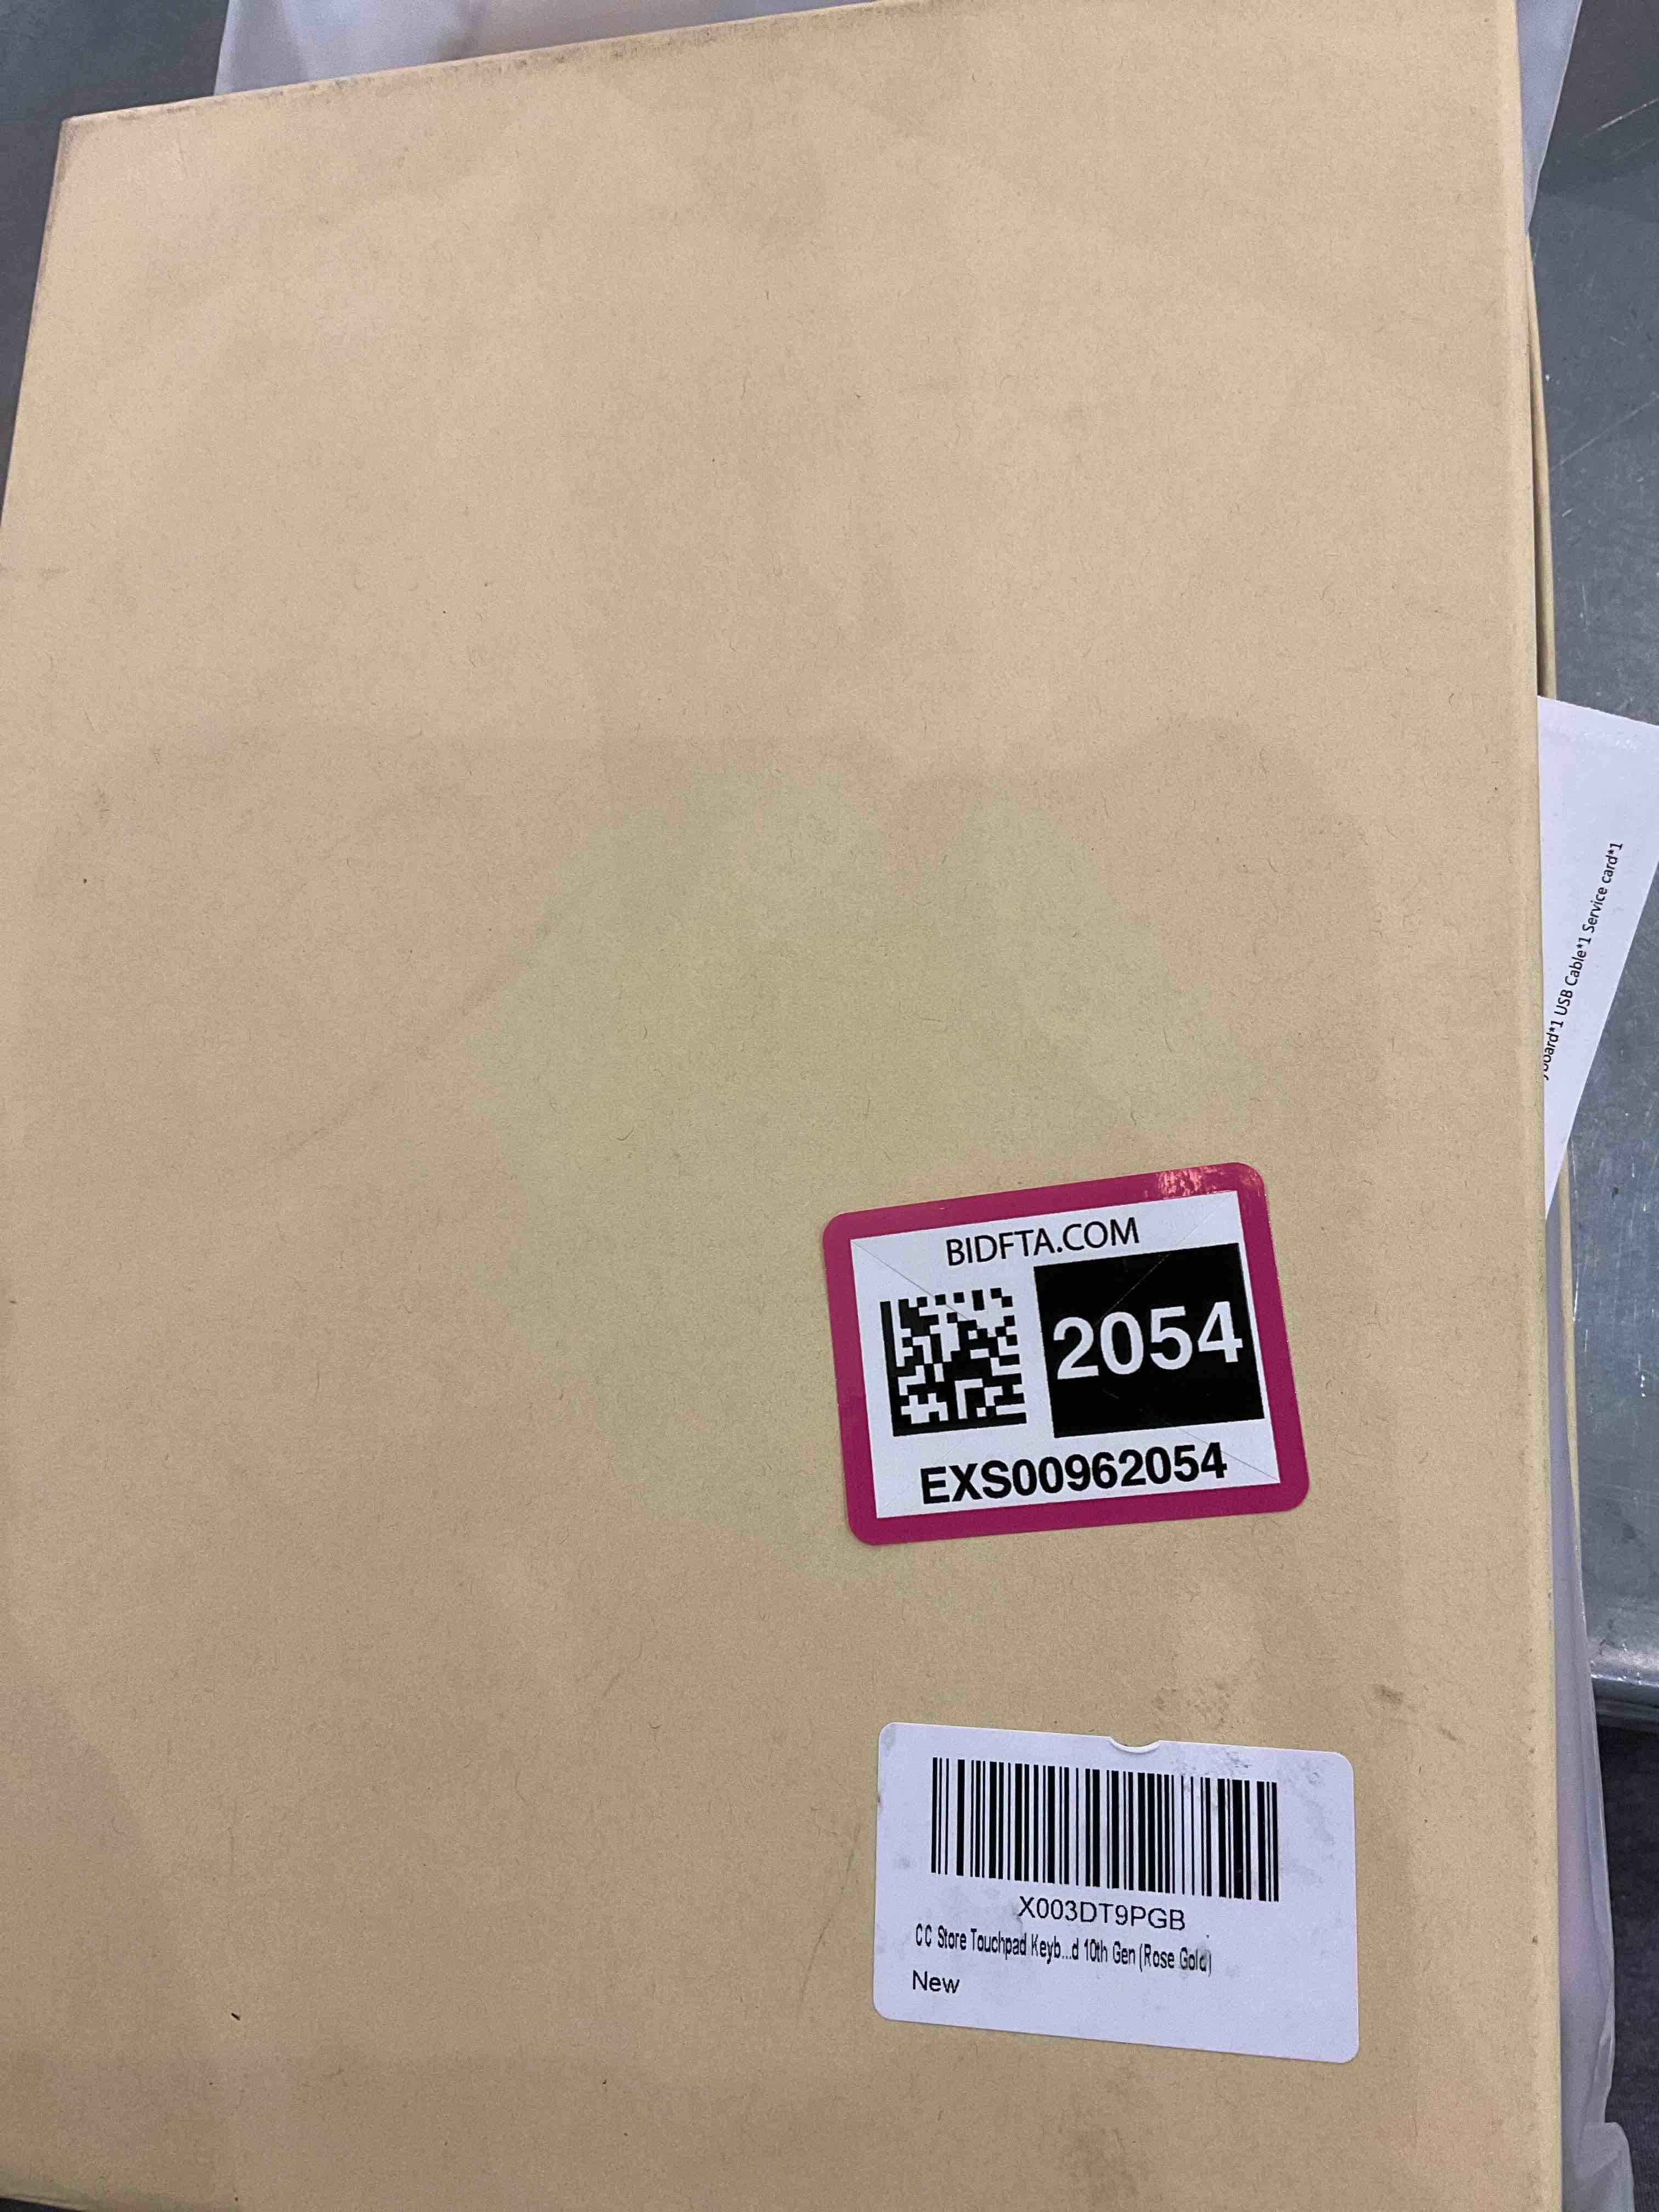 USB Cable*1 Service card*1
BIDFTA.COM
2054
EXS00962054
X003DT9PGB
CC Store Touchpad Keyb...d 10th Gen (Rose Gold)
New